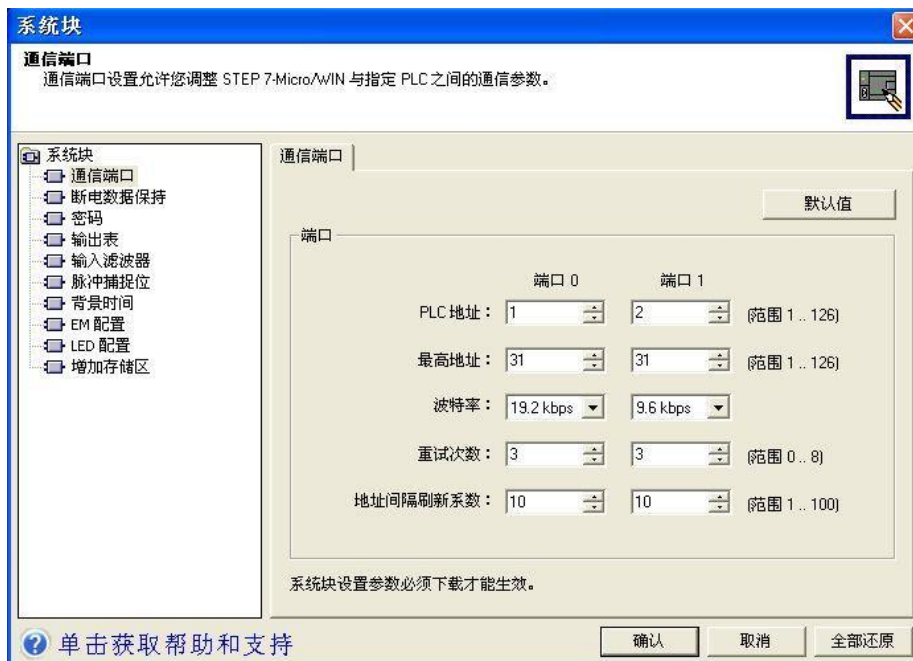 系统块
通信端口
通信端口设置允许您调整 STEP 7-Micro/WIN 与指定 PLC 之间的通信参数。
系统块
通信端口
断电数据保持
密码
输出表
输入滤波器
脉冲捕捉位
背景时间
EM 配置
LED 配置
增加存储区
通信端口
默认值
端口
端口 0 端口 1
PLC 地址： 1 2 (范围 1 .. 126)
最高地址： 31 31 (范围 1 .. 126)
波特率： 19.2 kbps 9.6 kbps
重试次数： 3 3 (范围 0 .. 8)
地址间隔刷新系数： 10 10 (范围 1 .. 100)
系统块设置参数必须下载才能生效。
单击获取帮助和支持
确认 取消 全部还原